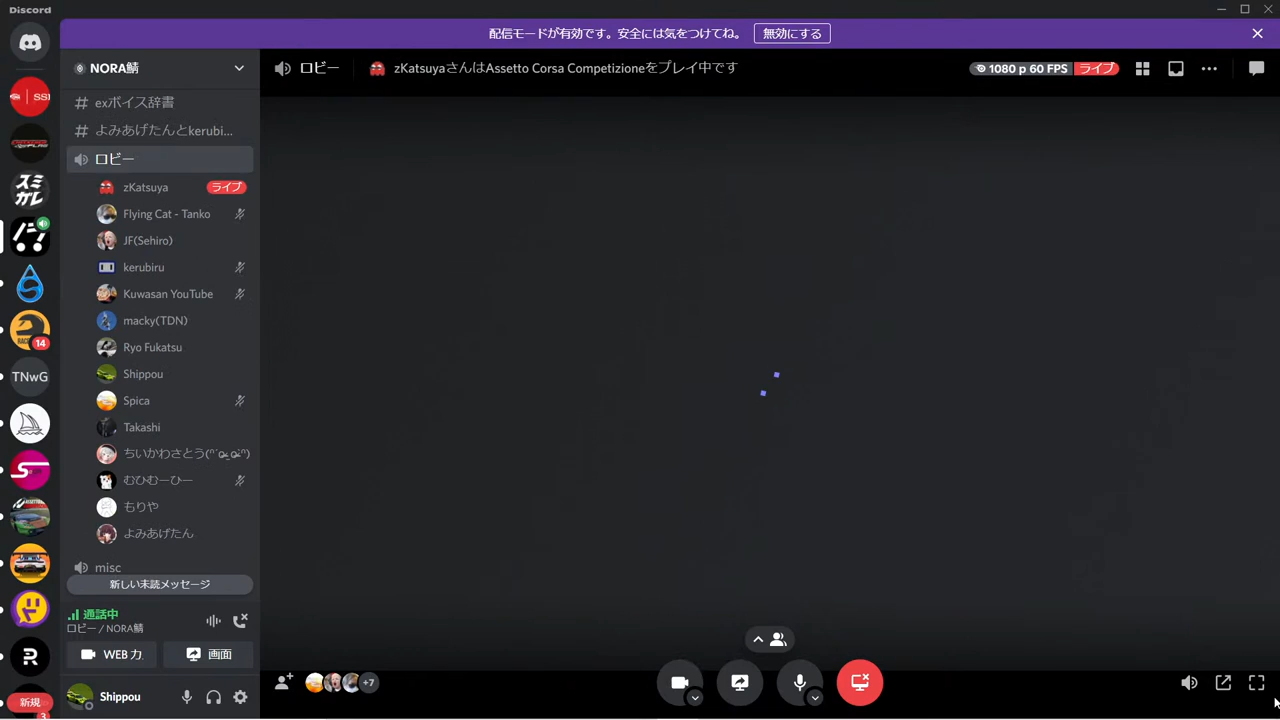 Discord
配信モードが有効です。安全には気をつけてね。
無効にする
NORA鯖
ロビー
zKatsuyaさんはAssetto Corsa Competizioneをプレイ中です
1080 p 60 FPS
ライブ
# exボイス辞書
# よみあげたんとkerubi...
ロビー
zKatsuya
ライブ
Flying Cat - Tanko
JF(Sehiro)
kerubiru
Kuwasan YouTube
macky(TDN)
Ryo Fukatsu
Shippou
Spica
Takashi
むひむーひー
もりや
よみあげたん
misc
新しい未読メッセージ
通話中
ロビー / NORA鯖
WEB カ
画面
Shippou
+7
スミ
ガレ
14
TNwG
R
新規
3